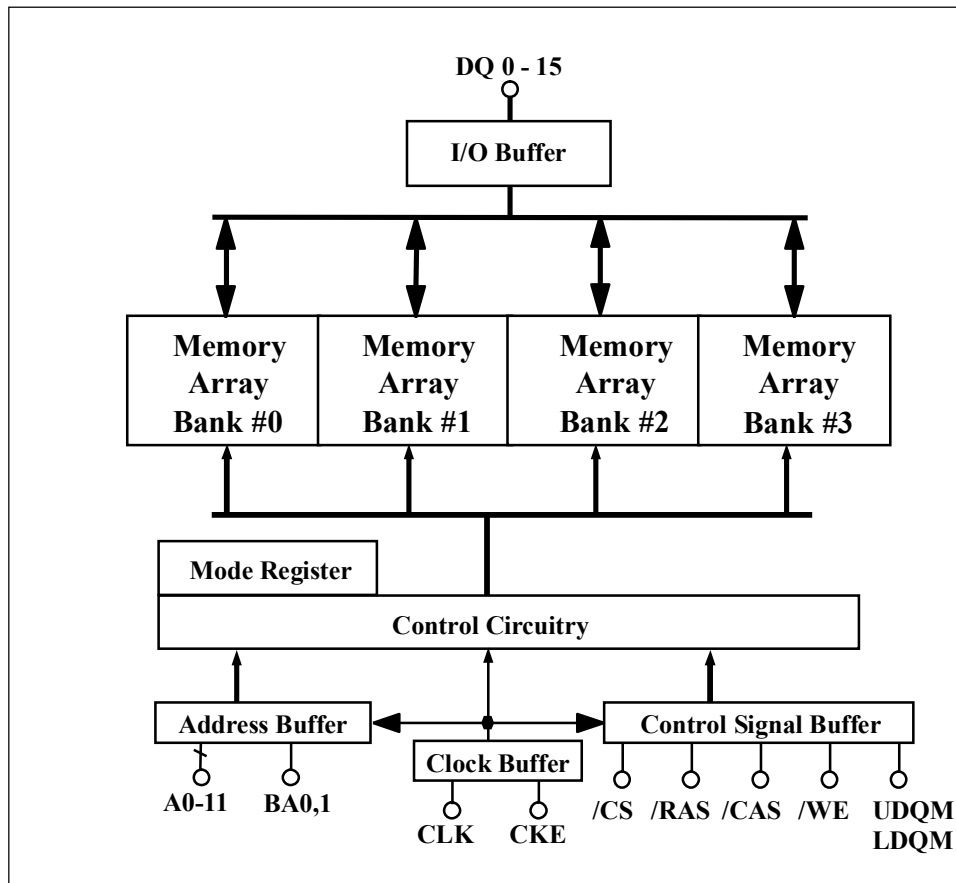 DQ 0 - 15
I/O Buffer
Memory Array Bank #0
Memory Array Bank #1
Memory Array Bank #2
Memory Array Bank #3
Mode Register
Control Circuitry
Address Buffer
Control Signal Buffer
Clock Buffer
A0-11
BA0,1
CLK
CKE
/CS
/RAS
/CAS
/WE
UDQM
LDQM